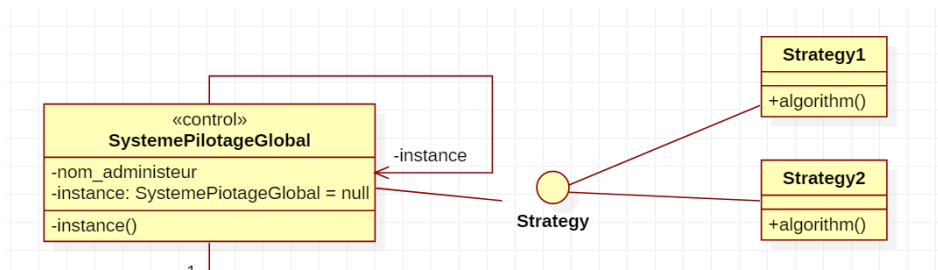 «control»
SystemePilotageGlobal
-nom_administeur
-instance: SystemePiotageGlobal = null
-instance()
-instance
1
Strategy
Strategy1
+algorithm()
Strategy2
+algorithm()